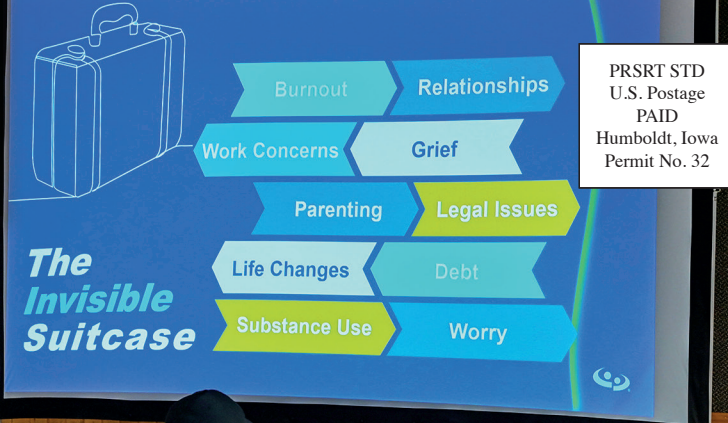 Burnout
Relationships
Work Concerns
Grief
Parenting
Legal Issues
Life Changes
Debt
Substance Use
Worry
The
Invisible
Suitcase
PRSRT STD
U.S. Postage
PAID
Humboldt, Iowa
Permit No. 32